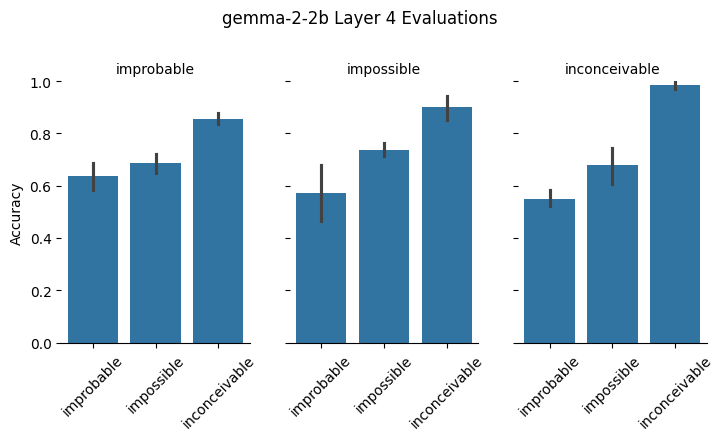 gemma-2-2b Layer 4 Evaluations
improbable
impossible
inconceivable
Accuracy
1.0
0.8
0.6
0.4
0.2
0.0
improbable
impossible
inconceivable
improbable
impossible
inconceivable
improbable
impossible
inconceivable